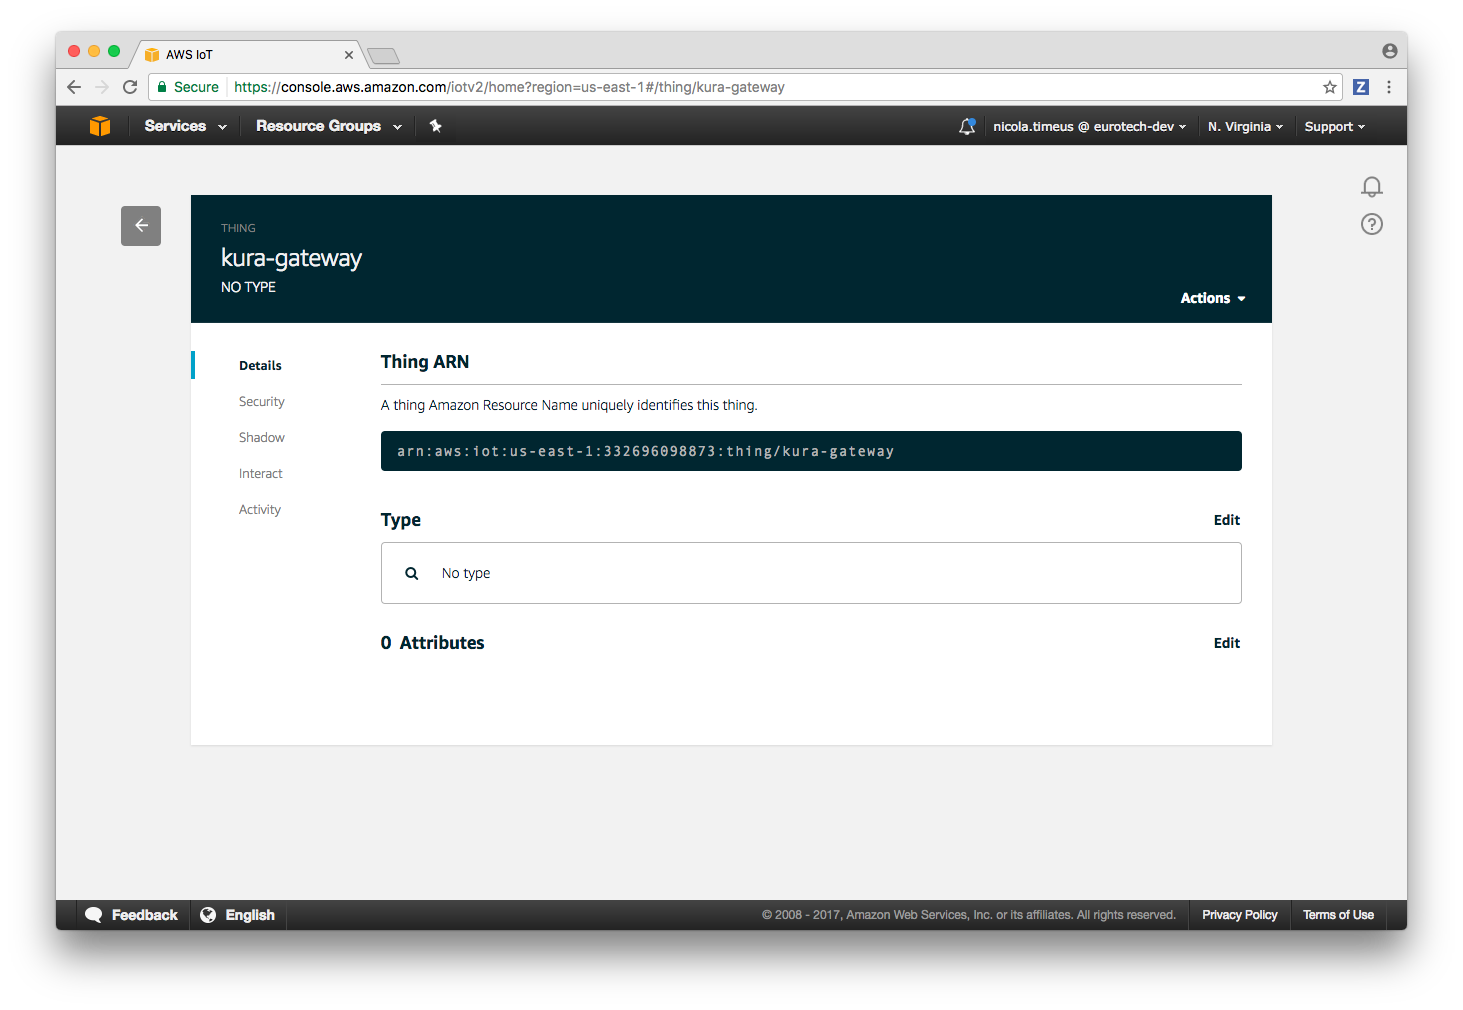 AWS IoT
Secure https://console.aws.amazon.com/iotv2/home?region=us-east-1#/thing/kura-gateway
Z
Services Resource Groups nicola.timeus @ eurotech-dev N. Virginia Support
THING
kura-gateway
NO TYPE
Actions
Details
Security
Shadow
Interact
Activity
Thing ARN
A thing Amazon Resource Name uniquely identifies this thing.
arn:aws:iot:us-east-1:332696098873:thing/kura-gateway
Type Edit
No type
0 Attributes Edit
Feedback English © 2008 - 2017, Amazon Web Services, Inc. or its affiliates. All rights reserved. Privacy Policy Terms of Use